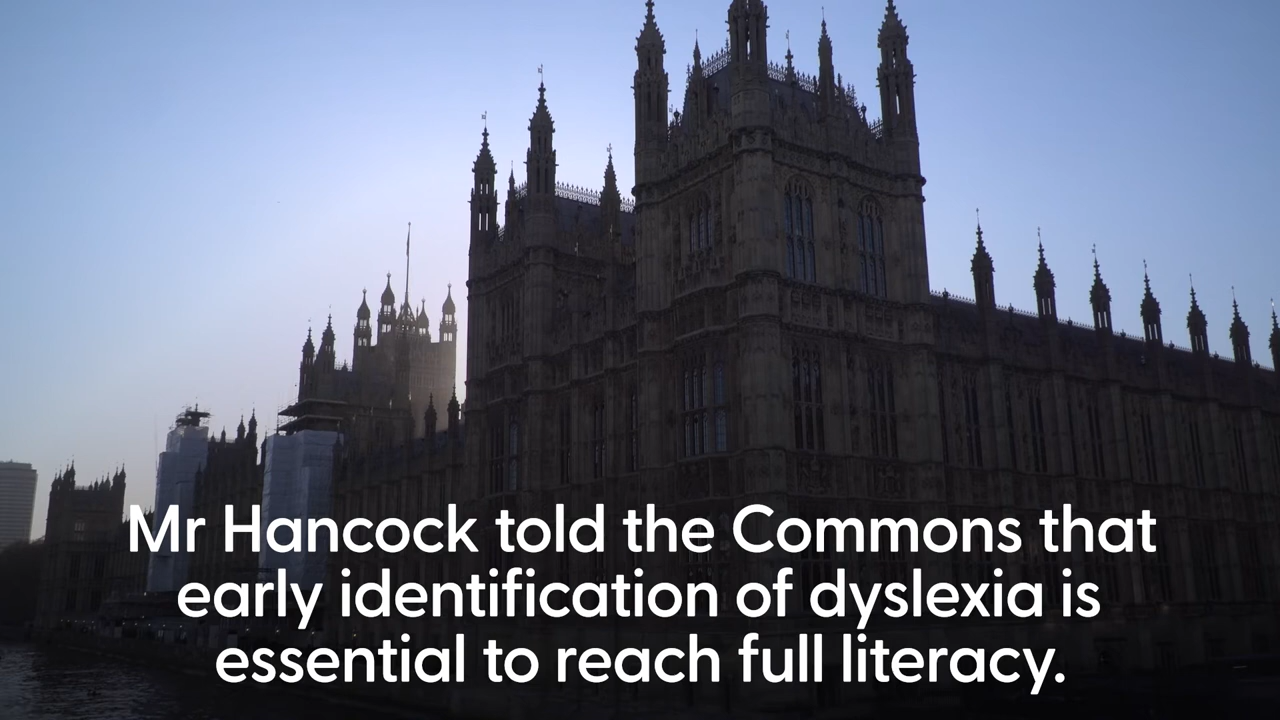 Mr Hancock told the Commons that
early identification of dyslexia is
essential to reach full literacy.